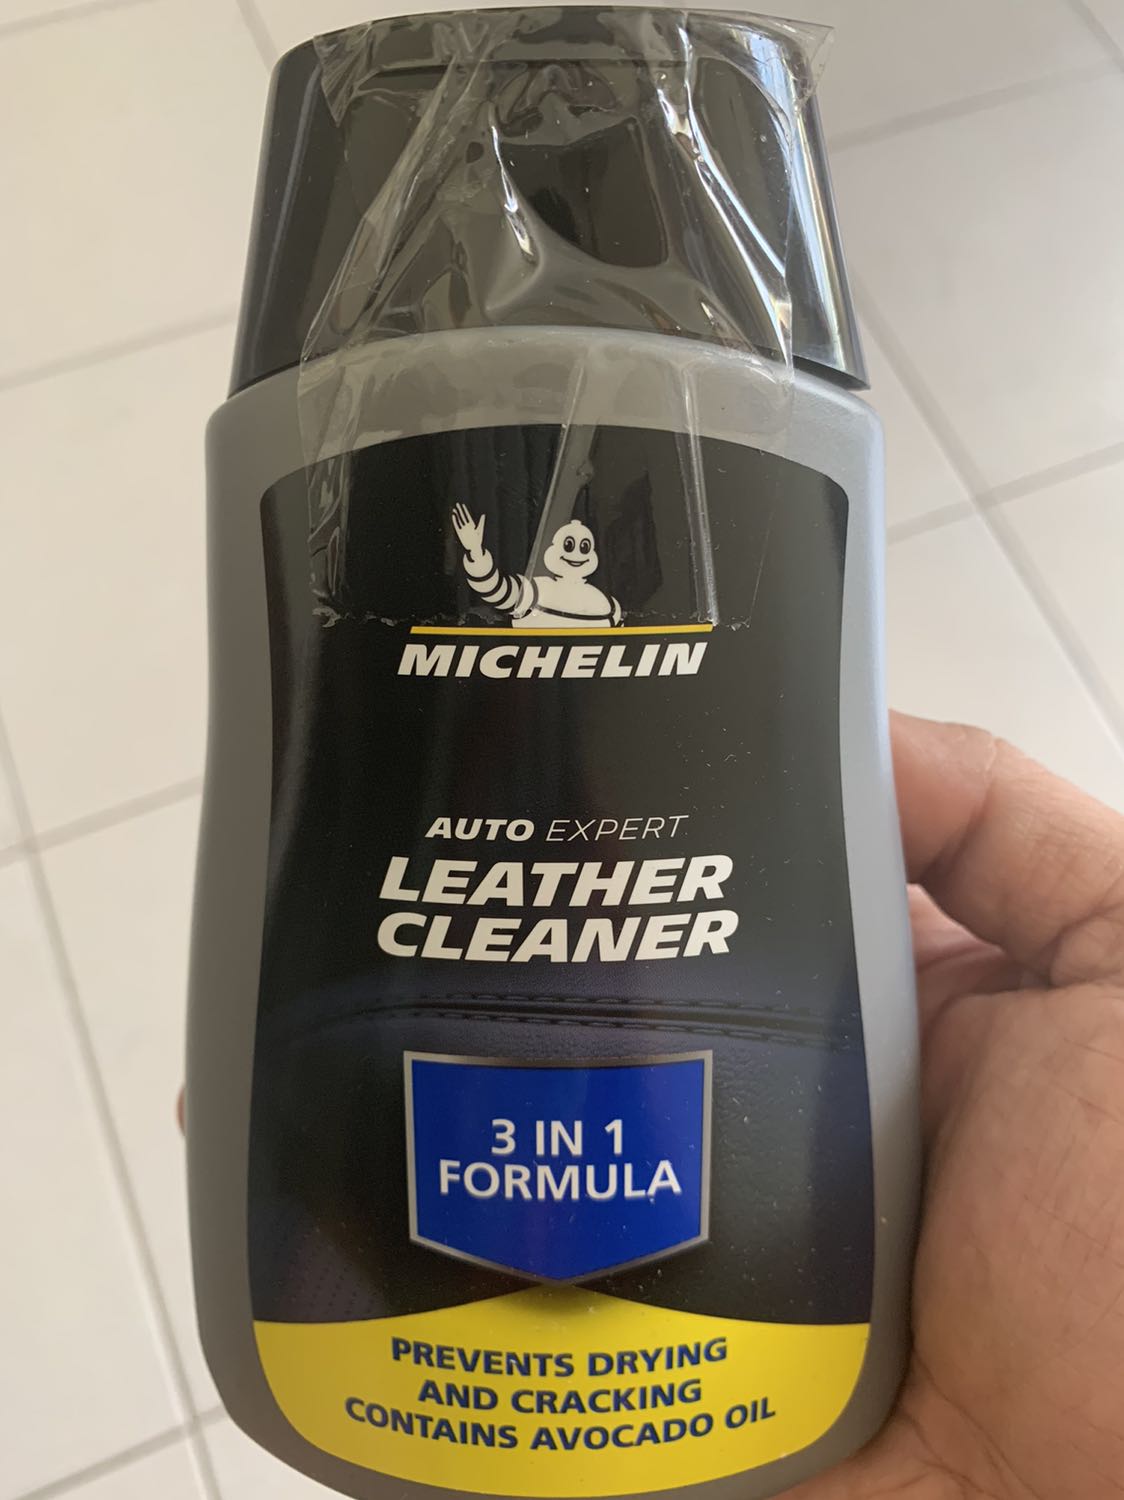 MICHELIN
AUTO EXPERT
LEATHER
CLEANER
3 IN 1
FORMULA
PREVENTS DRYING
AND CRACKING
CONTAINS AVOCADO OIL